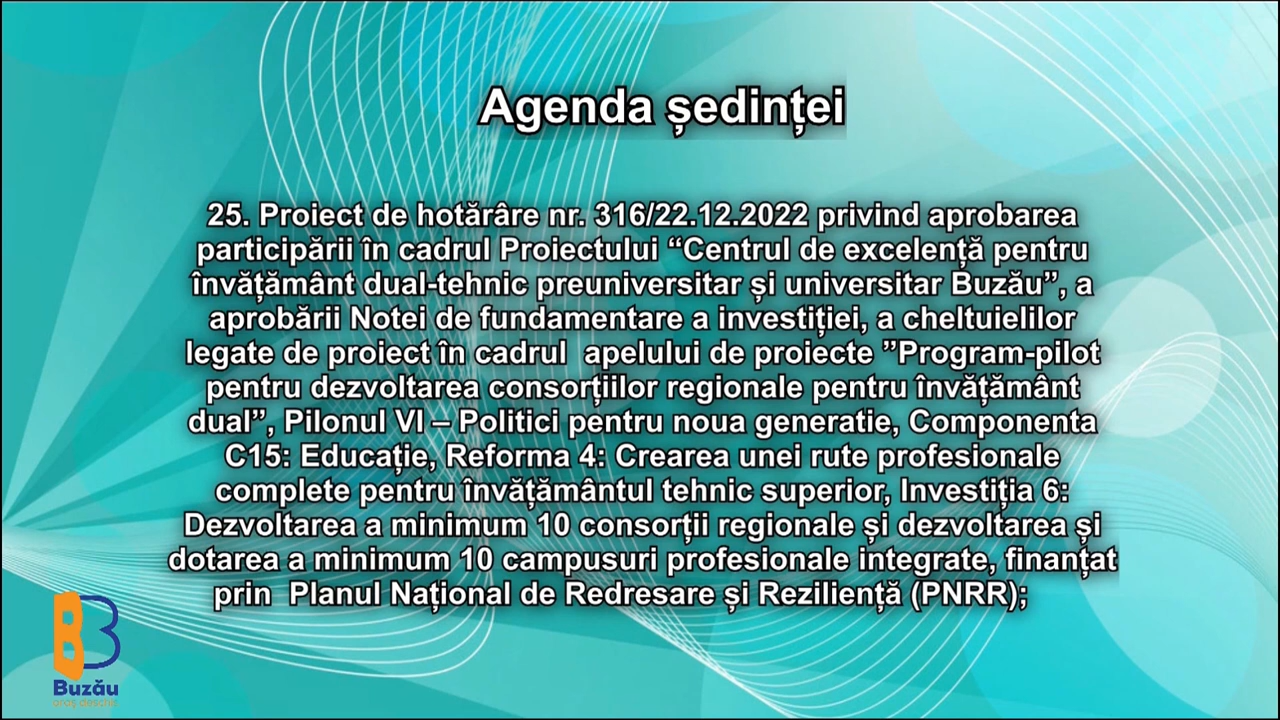 Agenda ședinței
25. Proiect de hotărâre nr. 316/22.12.2022 privind aprobarea
participării în cadrul Proiectului “Centrul de excelență pentru
învățământ dual-tehnic preuniversitar și universitar Buzău”, a
aprobării Notei de fundamentare a investiției, a cheltuielilor
legate de proiect în cadrul  apelului de proiecte ”Program-pilot
pentru dezvoltarea consorțiilor regionale pentru învățământ
dual”, Pilonul VI – Politici pentru noua generatie, Componenta
C15: Educație, Reforma 4: Crearea unei rute profesionale
complete pentru învățământul tehnic superior, Investiția 6:
Dezvoltarea a minimum 10 consorții regionale și dezvoltarea și
dotarea a minimum 10 campusuri profesionale integrate, finanțat
prin  Planul Național de Redresare și Reziliență (PNRR);
Buzău
oraș deschis